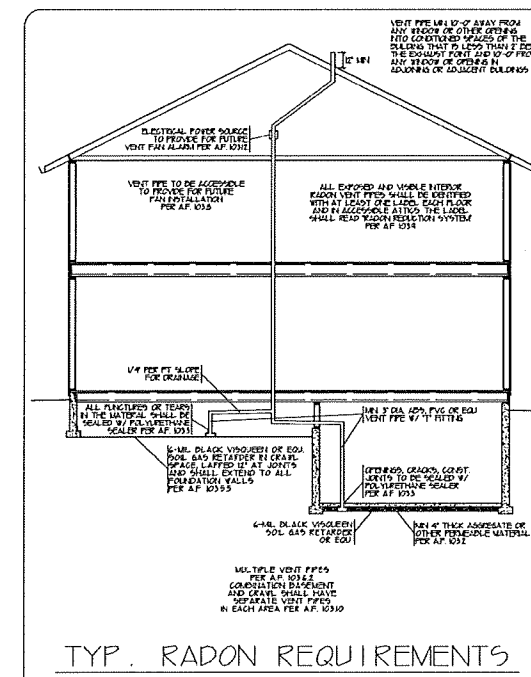 VENT PIPE MIN 10'-0" AWAY FROM
ANY WINDOW OR OTHER OPENING
INTO CONDITIONED SPACES OF THE
BUILDING THAT IS LESS THAN 2'
THE EXHAUST POINT AND 10'-0"
ANY WINDOW OR OPENING IN
ADJOINING OR ADJACENT BUILDINGS
12" MIN
ELECTRICAL POWER SOURCE
TO PROVIDE FOR FUTURE
VENT FAN ALARM PER A.F. 103.12
VENT PIPE TO BE ACCESSIBLE
TO PROVIDE FOR FUTURE
FAN INSTALLATION
PER A.F. 103.8
ALL EXPOSED AND VISIBLE INTERIOR
RADON VENT PIPES SHALL BE IDENTIFIED
WITH AT LEAST ONE LABEL EACH FLOOR
AND IN ACCESSIBLE ATTICS. THE LABEL
SHALL READ "RADON REDUCTION SYSTEM"
PER AF 103.9
1/4" PER FT SLOPE
FOR DRAINAGE
ALL PUNCTURES OR TEARS
IN THE MATERIAL SHALL BE
SEALED W/ POLYURETHANE
SEALER PER A.F. 103.3
6-MIL BLACK VISQUEEN OR EQU.
SOIL GAS RETARDER IN CRAWL
SPACE, LAPPED 12" AT JOINTS
AND SHALL EXTEND TO ALL
FOUNDATION WALLS
PER A.F. 103.5.3
MIN 3" DIA. ABS, PVC OR EQU
VENT PIPE W/ "T" FITTING
OPENINGS, CRACKS, CONST.
JOINTS TO BE SEALED W/
POLYURETHANE SEALER
PER AF 103.3
6-MIL BLACK VISQUEEN
SOIL GAS RETARDER
OR EQU
MIN 4" THICK AGGREGATE OR
OTHER PERMEABLE MATERIAL
PER A.F. 103.2
MULTIPLE VENT PIPES
PER A.F. 103.6.2
COMBINATION BASEMENT
AND CRAWL SHALL HAVE
SEPARATE VENT PIPES
IN EACH AREA PER A.F. 103.10
TYP. RADON REQUIREMENTS